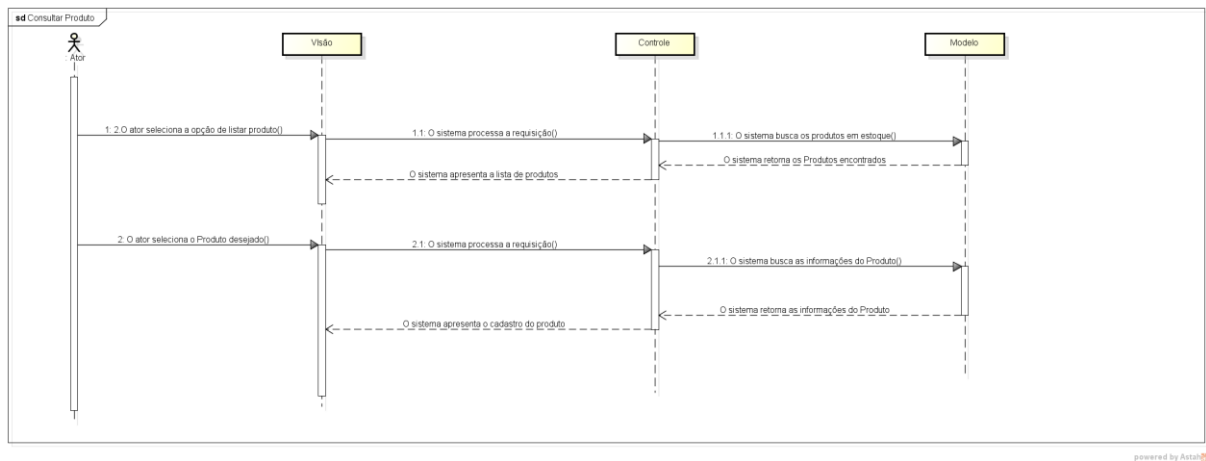 sd Consultar Produto
: Ator
VIsão
Controle
Modelo
1: 2.O ator seleciona a opção de listar produto()
1.1: O sistema processa a requisição()
1.1.1: O sistema busca os produtos em estoque()
O sistema retorna os Produtos encontrados
O sistema apresenta a lista de produtos
2: O ator seleciona o Produto desejado()
2.1: O sistema processa a requisição()
2.1.1: O sistema busca as informações do Produto()
O sistema retorna as informações do Produto
O sistema apresenta o cadastro do produto
powered by Astah